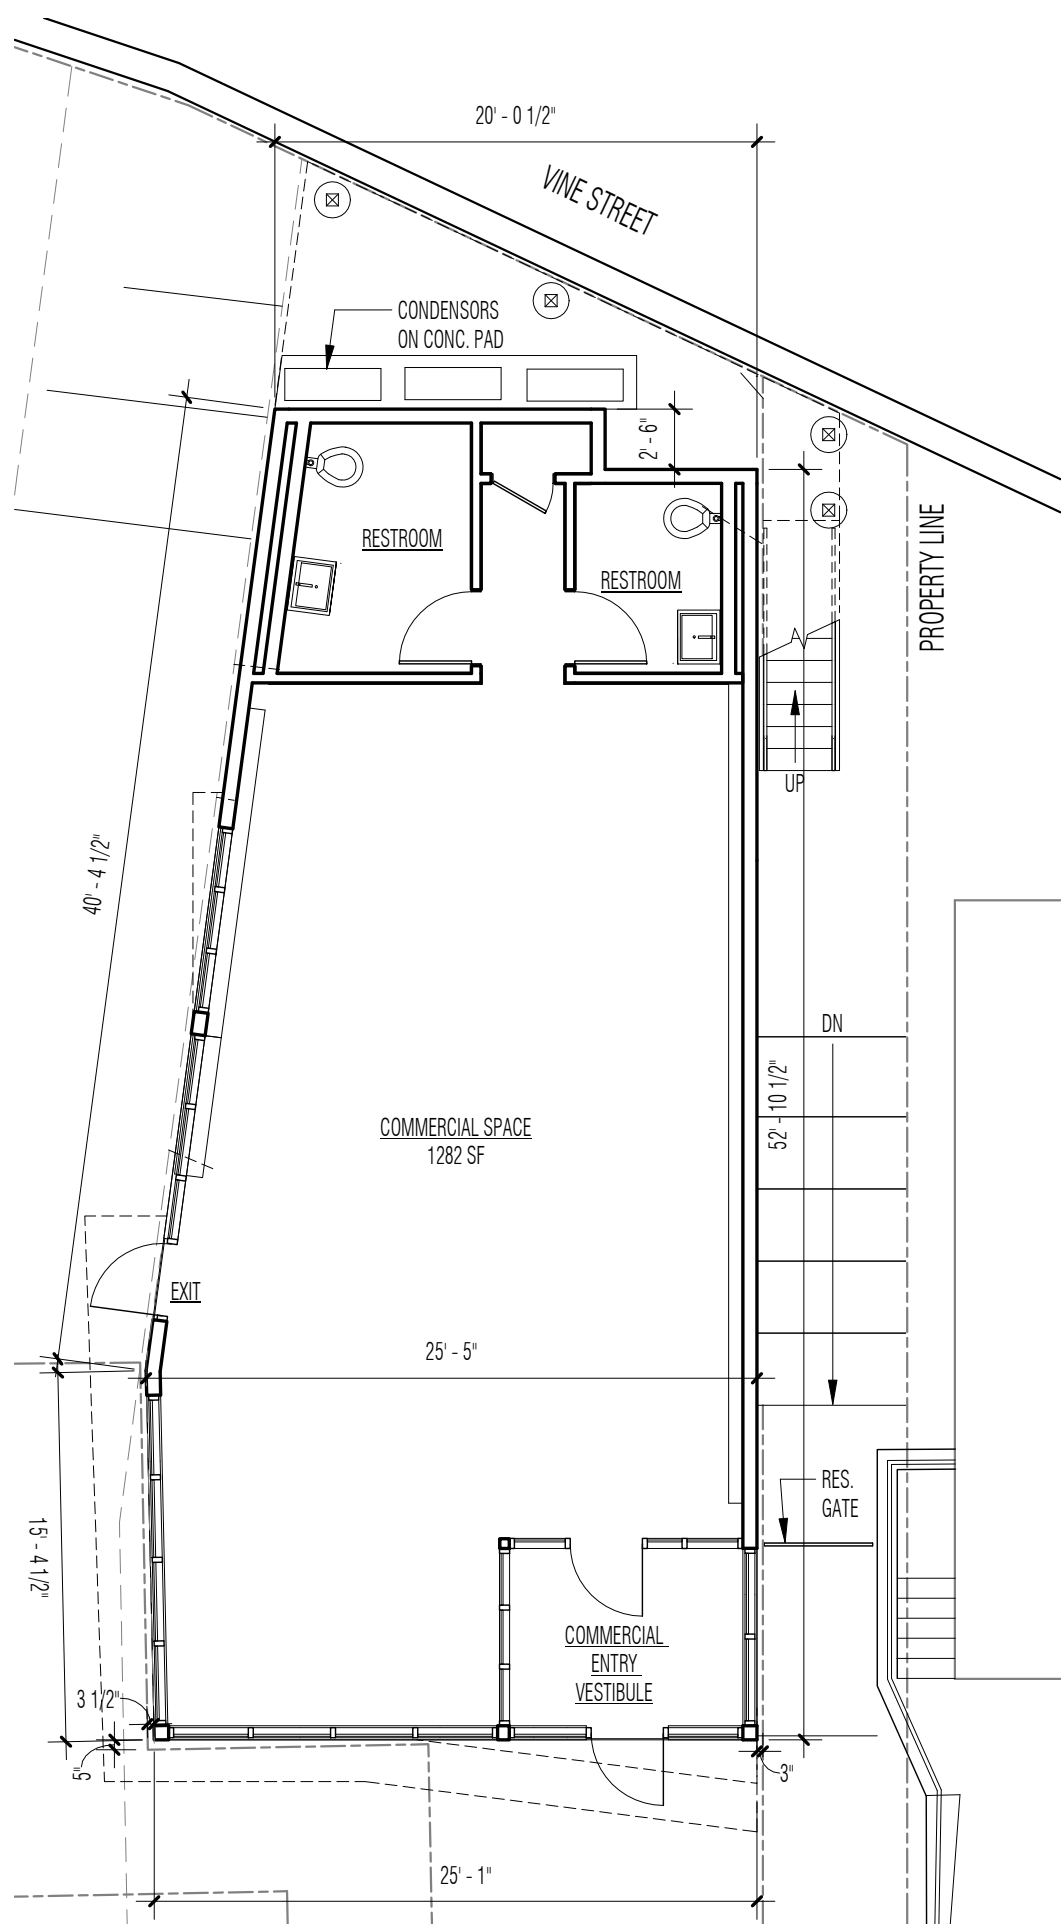 20' - 0 1/2"
VINE STREET
CONDENSORS
ON CONC. PAD
2' - 6"
RESTROOM
RESTROOM
PROPERTY LINE
UP
40' - 4 1/2"
DN
52' - 10 1/2"
COMMERCIAL SPACE
1282 SF
EXIT
25' - 5"
RES.
GATE
15' - 4 1/2"
COMMERCIAL
ENTRY
VESTIBULE
3 1/2"
5"
3"
25' - 1"